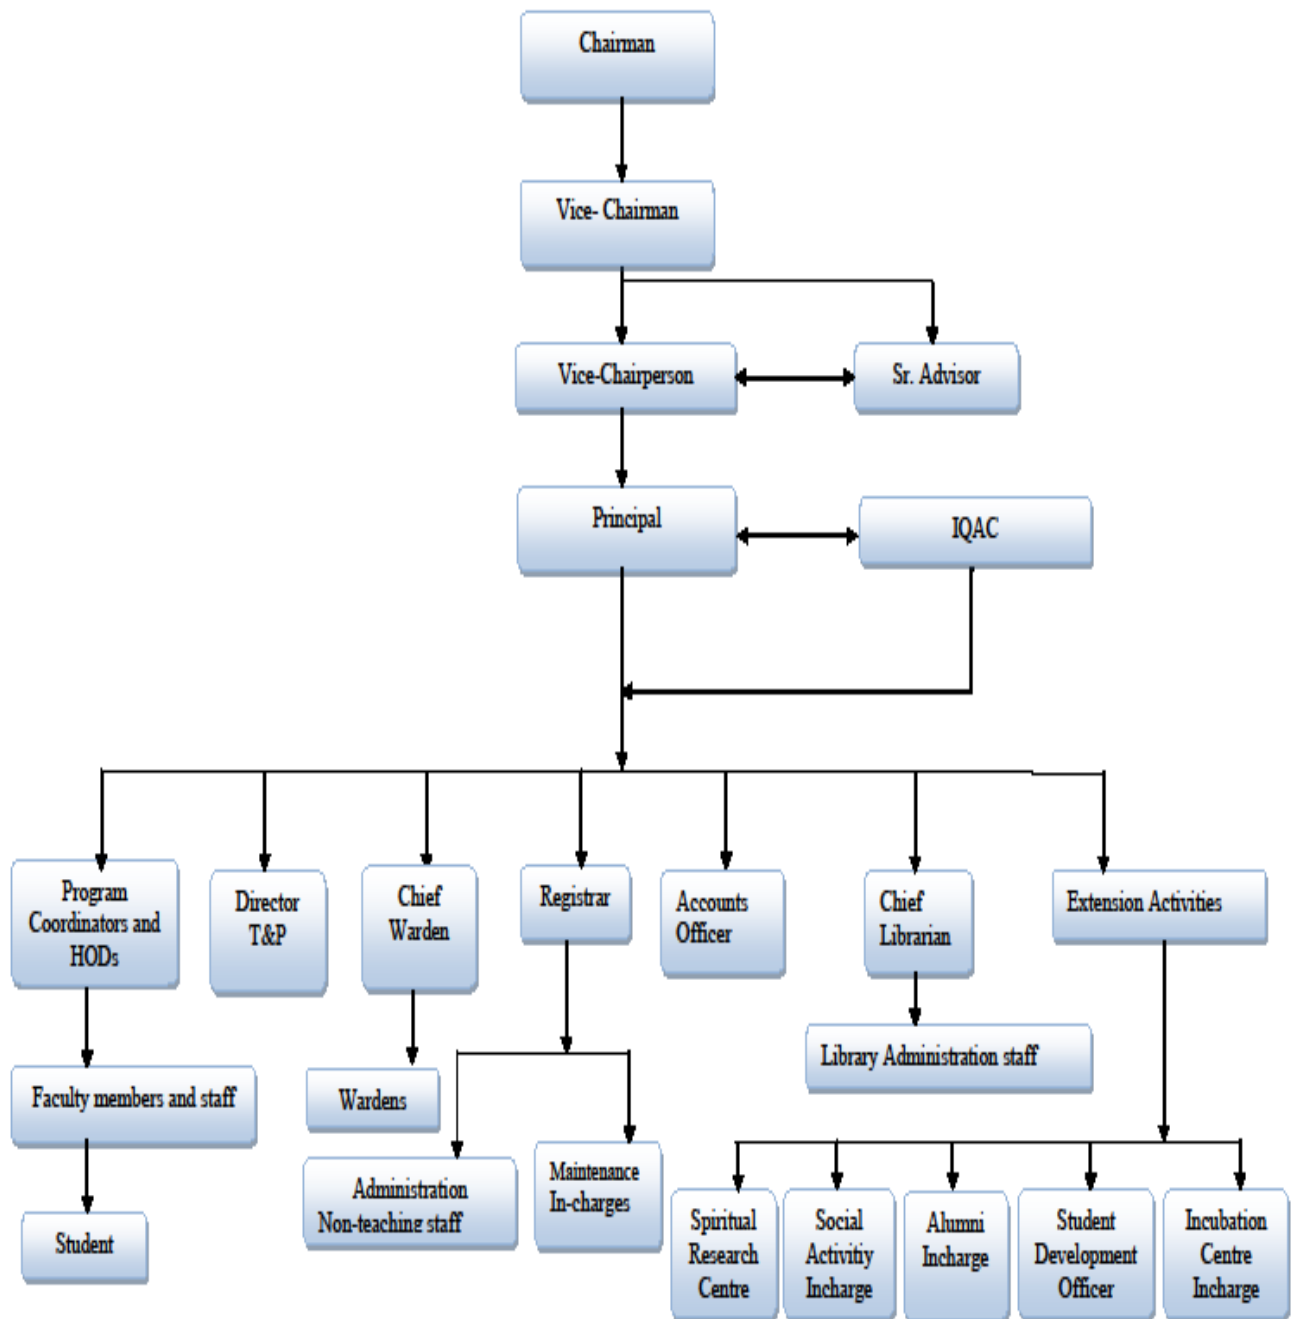 Chairman
Vice- Chairman
Vice-Chairperson
Sr. Advisor
Principal
IQAC
Program
Coordinators and
HODs
Director
T&P
Chief
Warden
Registrar
Accounts
Officer
Chief
Librarian
Extension Activities
Faculty members and staff
Wardens
Library Administration staff
Administration
Non-teaching staff
Maintenance
In-charges
Student
Spiritual
Research
Centre
Social
Activitiy
Incharge
Alumni
Incharge
Student
Development
Officer
Incubation
Centre
Incharge